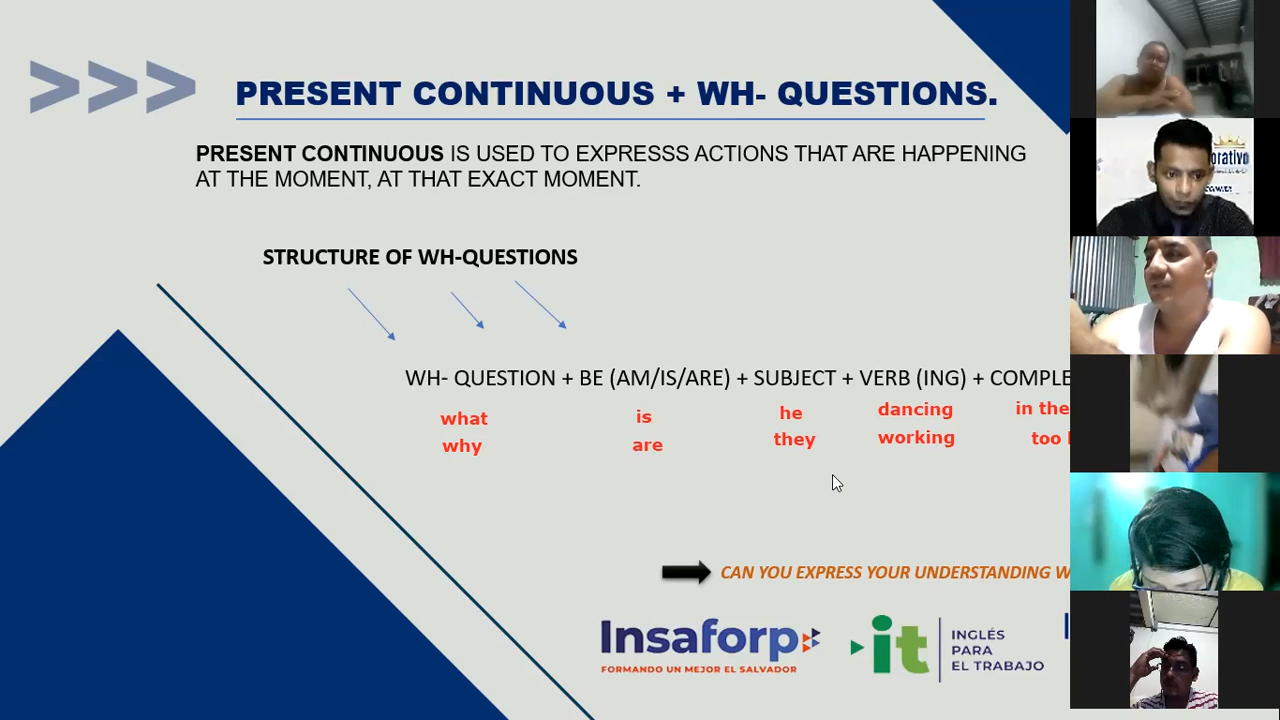 >>> PRESENT CONTINUOUS + WH- QUESTIONS.
PRESENT CONTINUOUS IS USED TO EXPRESSS ACTIONS THAT ARE HAPPENING
AT THE MOMENT, AT THAT EXACT MOMENT.
STRUCTURE OF WH-QUESTIONS
WH- QUESTION + BE (AM/IS/ARE) + SUBJECT + VERB (ING) + COMPLE
what is he dancing in the
why are they working too
CAN YOU EXPRESS YOUR UNDERSTANDING W
Insaforp
FORMANDO UN MEJOR EL SALVADOR
it
INGLÉS
PARA
EL TRABAJO
orativo